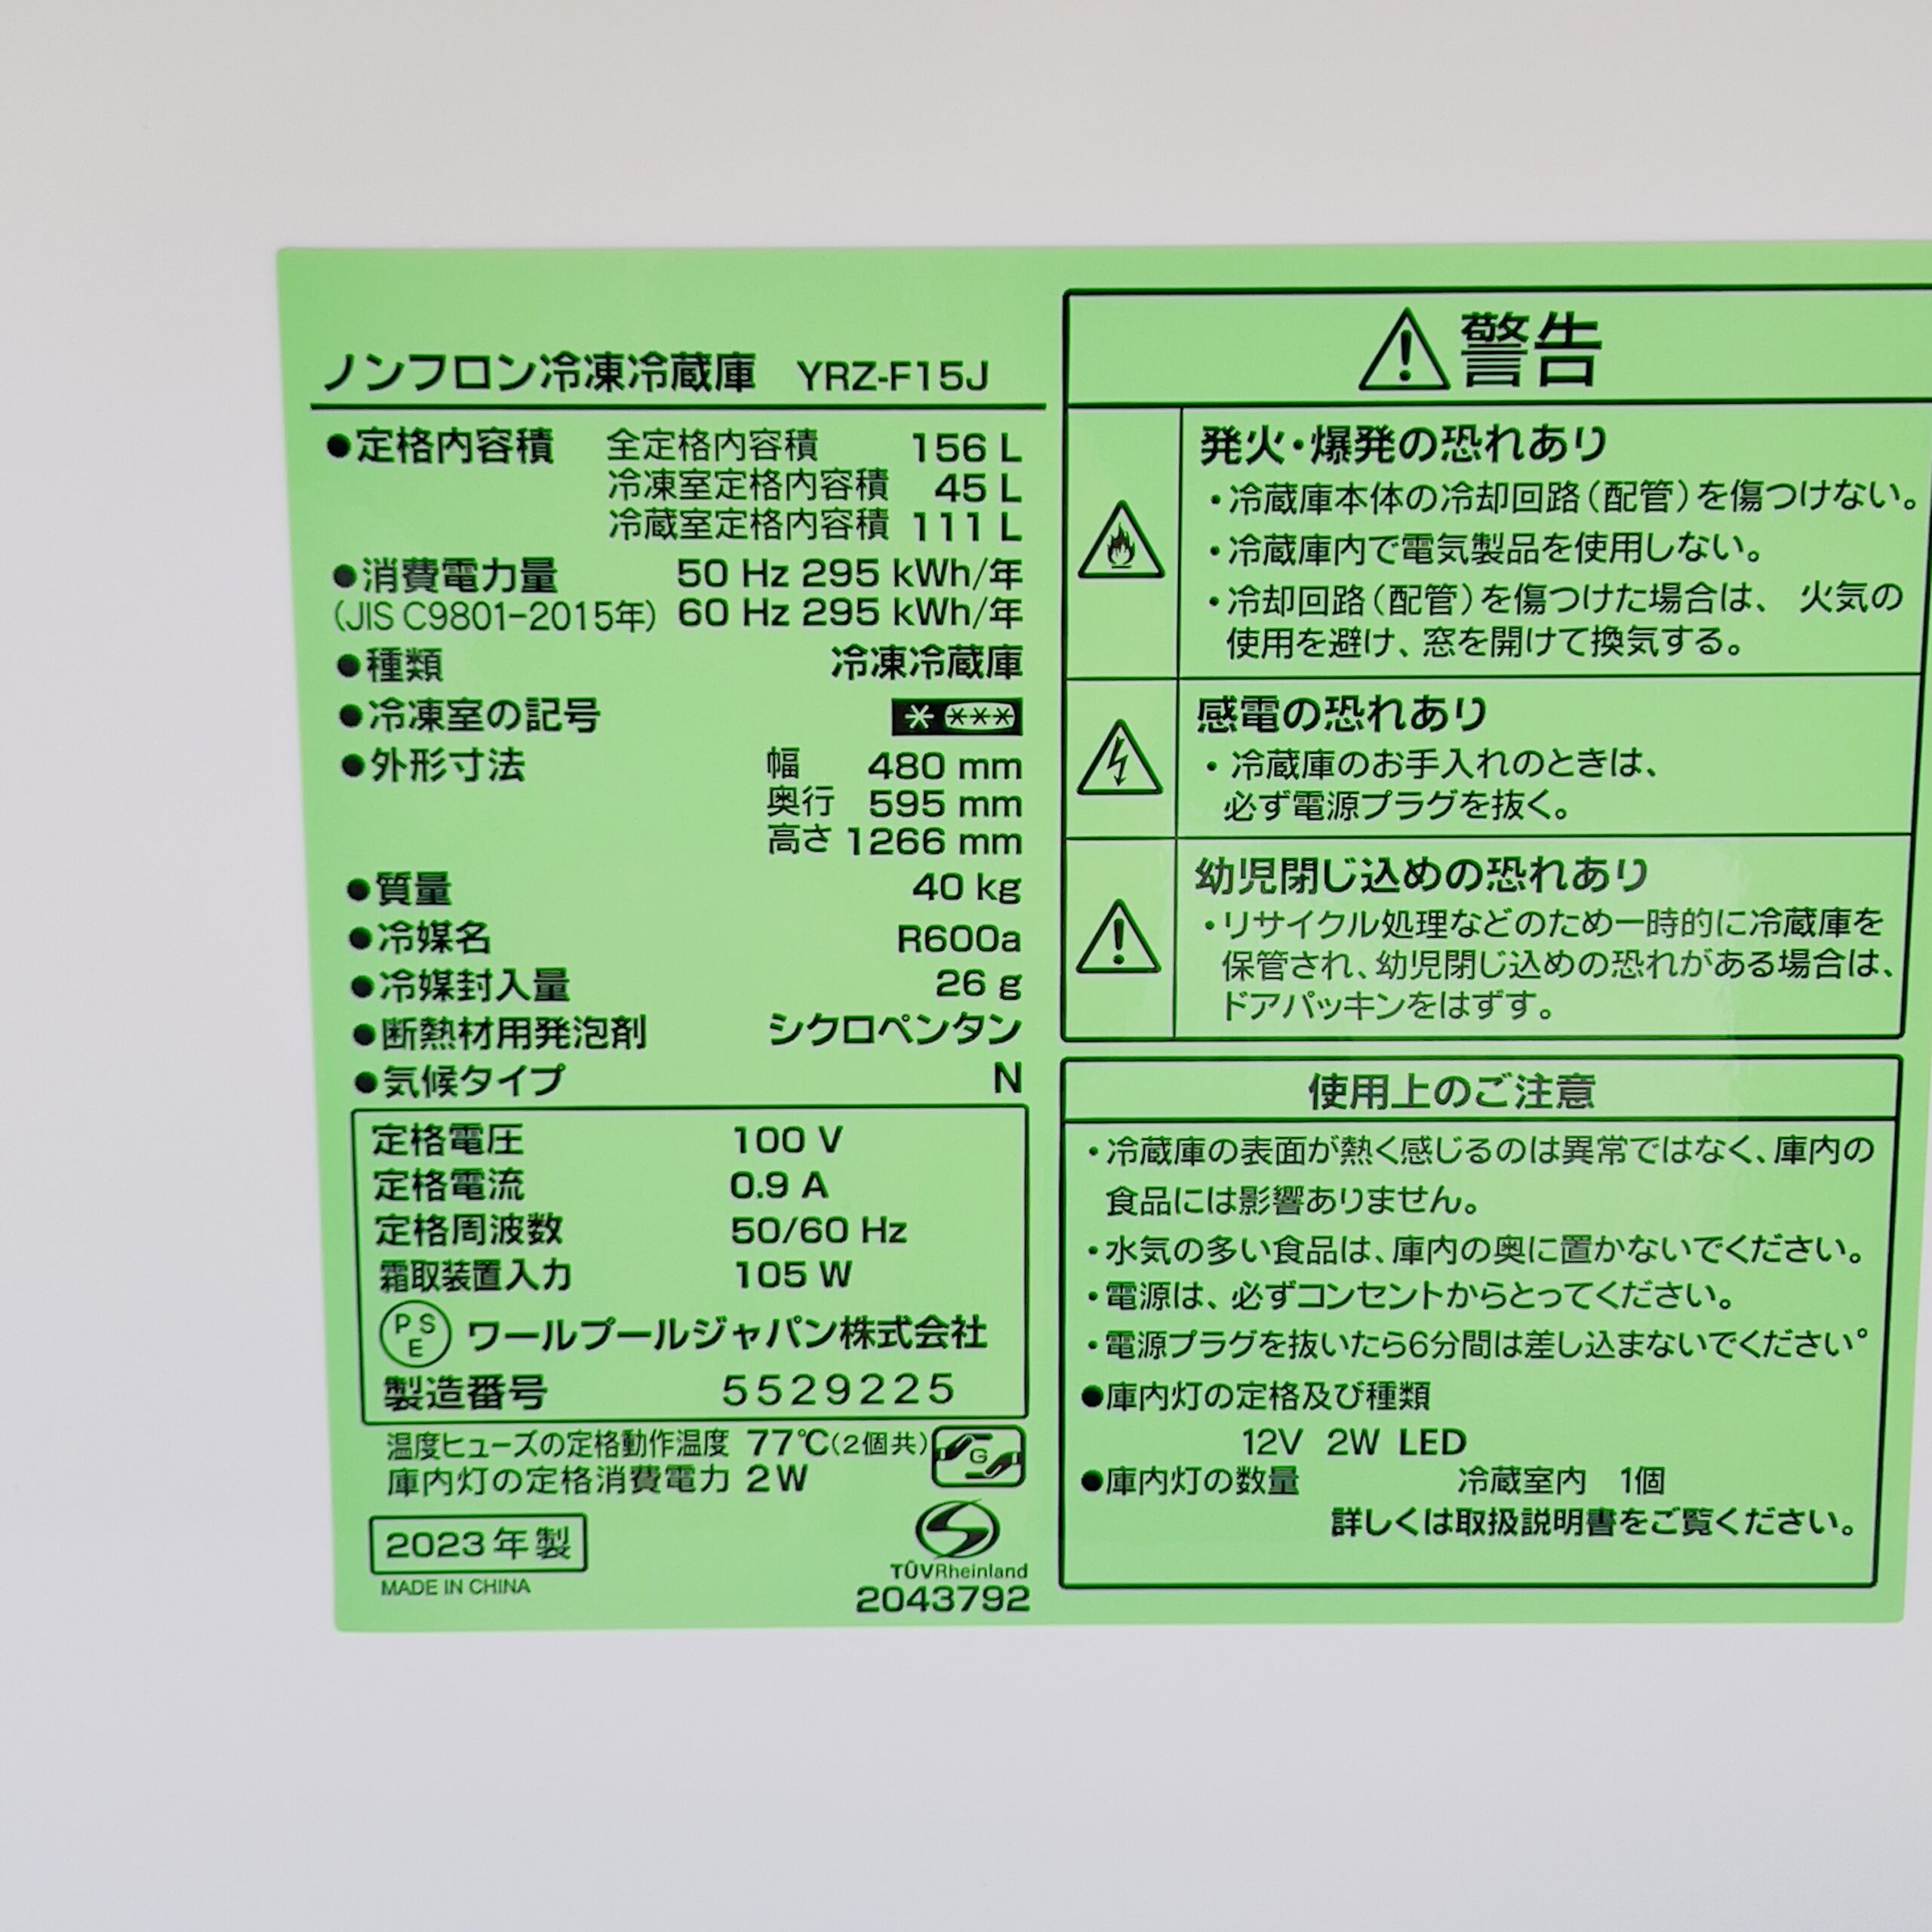 ノンフロン冷凍冷蔵庫 YRZ-F15J
●定格内容積 全定格内容積 156 L
冷凍室定格内容積 45 L
冷蔵室定格内容積 111 L
●消費電力量 50 Hz 295 kWh/年
(JIS C9801-2015年) 60 Hz 295 kWh/年
●種類 冷凍冷蔵庫
●冷凍室の記号
●外形寸法 幅 480 mm
奥行 595 mm
高さ 1266 mm
●質量 40 kg
●冷媒名 R600a
●冷媒封入量 26 g
●断熱材用発泡剤 シクロペンタン
●気候タイプ N
定格電圧 100 V
定格電流 0.9 A
定格周波数 50/60 Hz
霜取装置入力 105 W
PSE ワールプールジャパン株式会社
製造番号 5529225
温度ヒューズの定格動作温度 77℃(2個共)
G
庫内灯の定格消費電力 2W
2023年製
MADE IN CHINA
TÜVRheinland
2043792
警告
発火・爆発の恐れあり
・冷蔵庫本体の冷却回路(配管)を傷つけない。
・冷蔵庫内で電気製品を使用しない。
・冷却回路(配管)を傷つけた場合は、 火気の
使用を避け、窓を開けて換気する。
感電の恐れあり
・冷蔵庫のお手入れのときは、
必ず電源プラグを抜く。
幼児閉じ込めの恐れあり
・リサイクル処理などのため一時的に冷蔵庫を
保管され、幼児閉じ込めの恐れがある場合は、
ドアパッキンをはずす。
使用上のご注意
・冷蔵庫の表面が熱く感じるのは異常ではなく、庫内の
食品には影響ありません。
・水気の多い食品は、庫内の奥に置かないでください。
・電源は、必ずコンセントからとってください。
・電源プラグを抜いたら6分間は差し込まないでください。
●庫内灯の定格及び種類
12V 2W LED
●庫内灯の数量 冷蔵室内 1個
詳しくは取扱説明書をご覧ください。